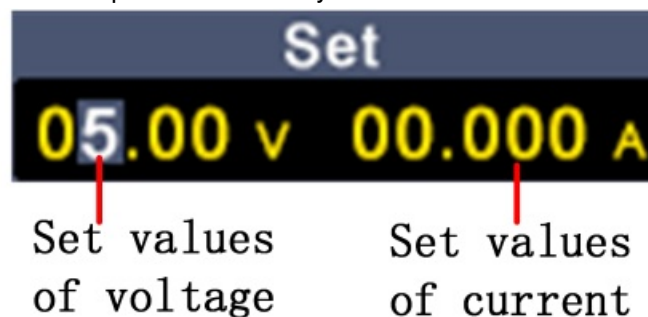 Set
05.00 V 00.000 A
Set values
of voltage
Set values
of current